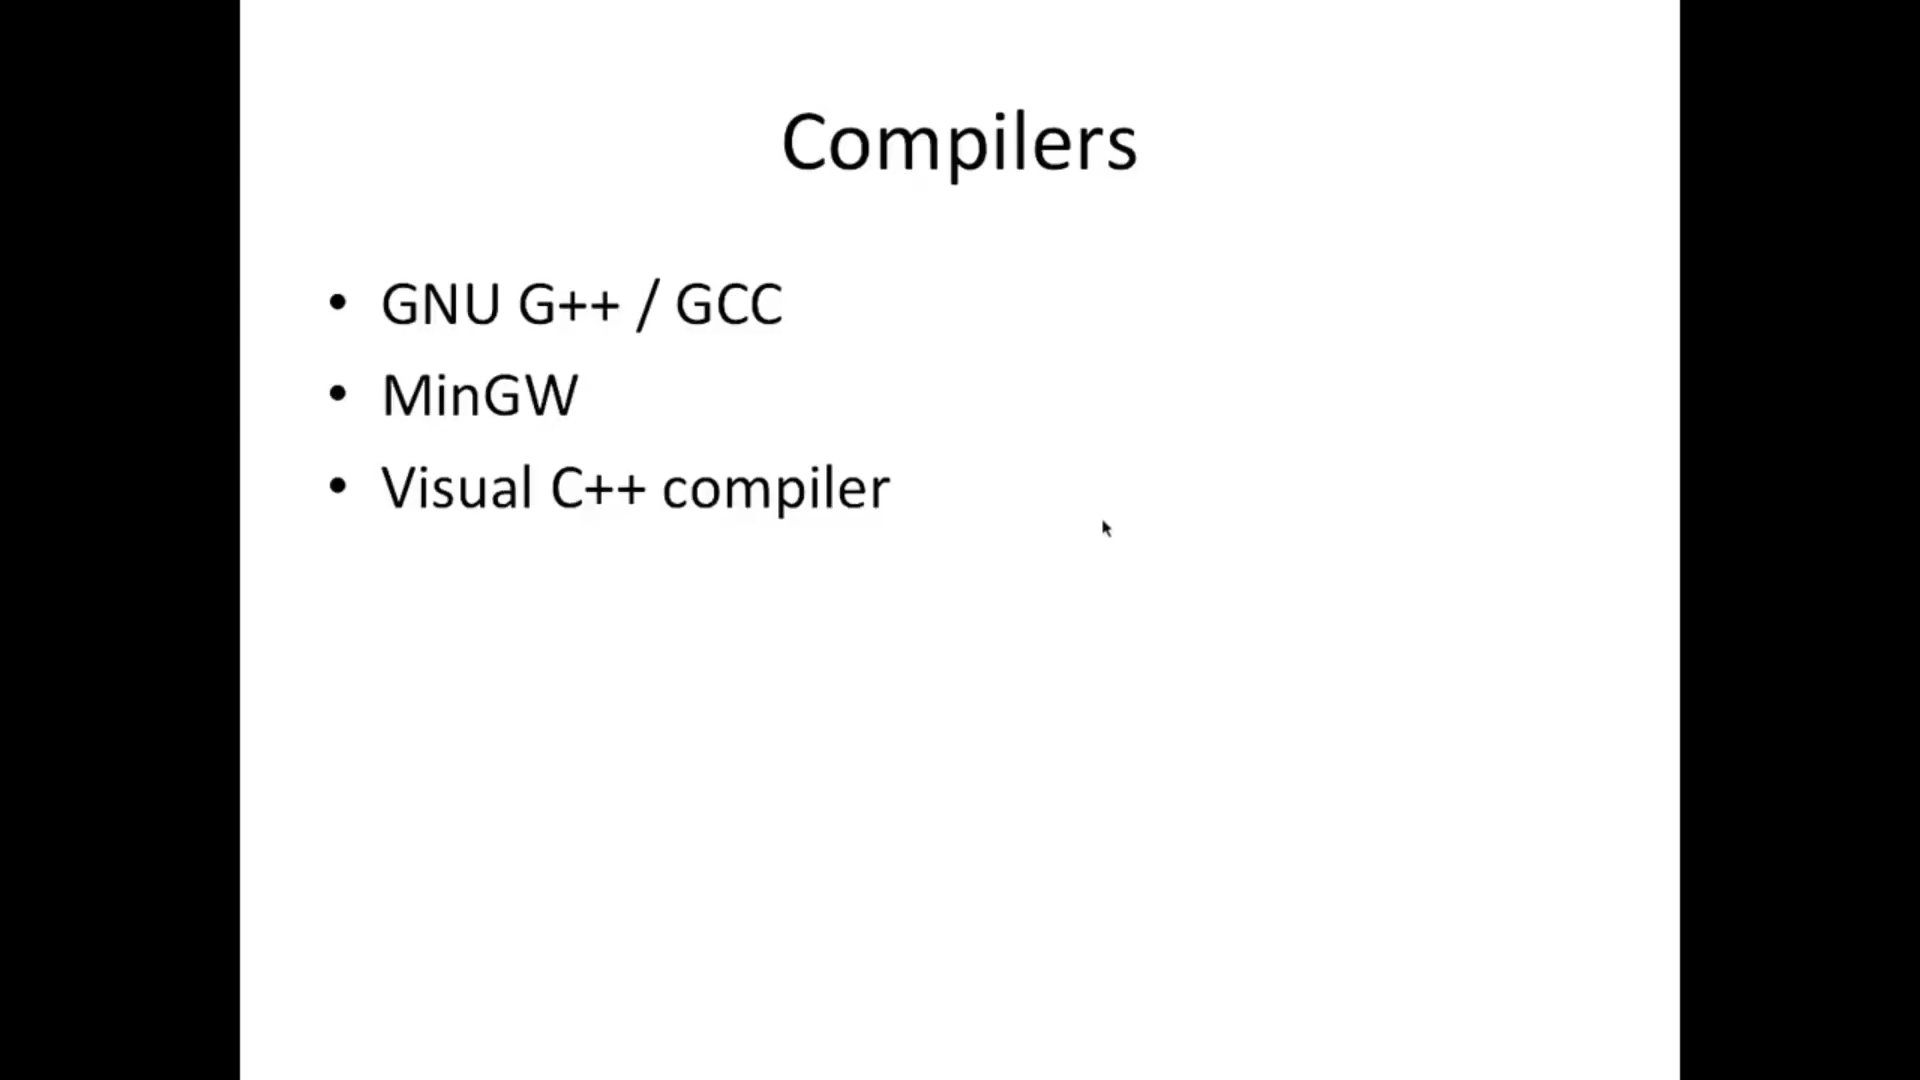 Compilers
• GNU G++ / GCC
• MinGW
• Visual C++ compiler